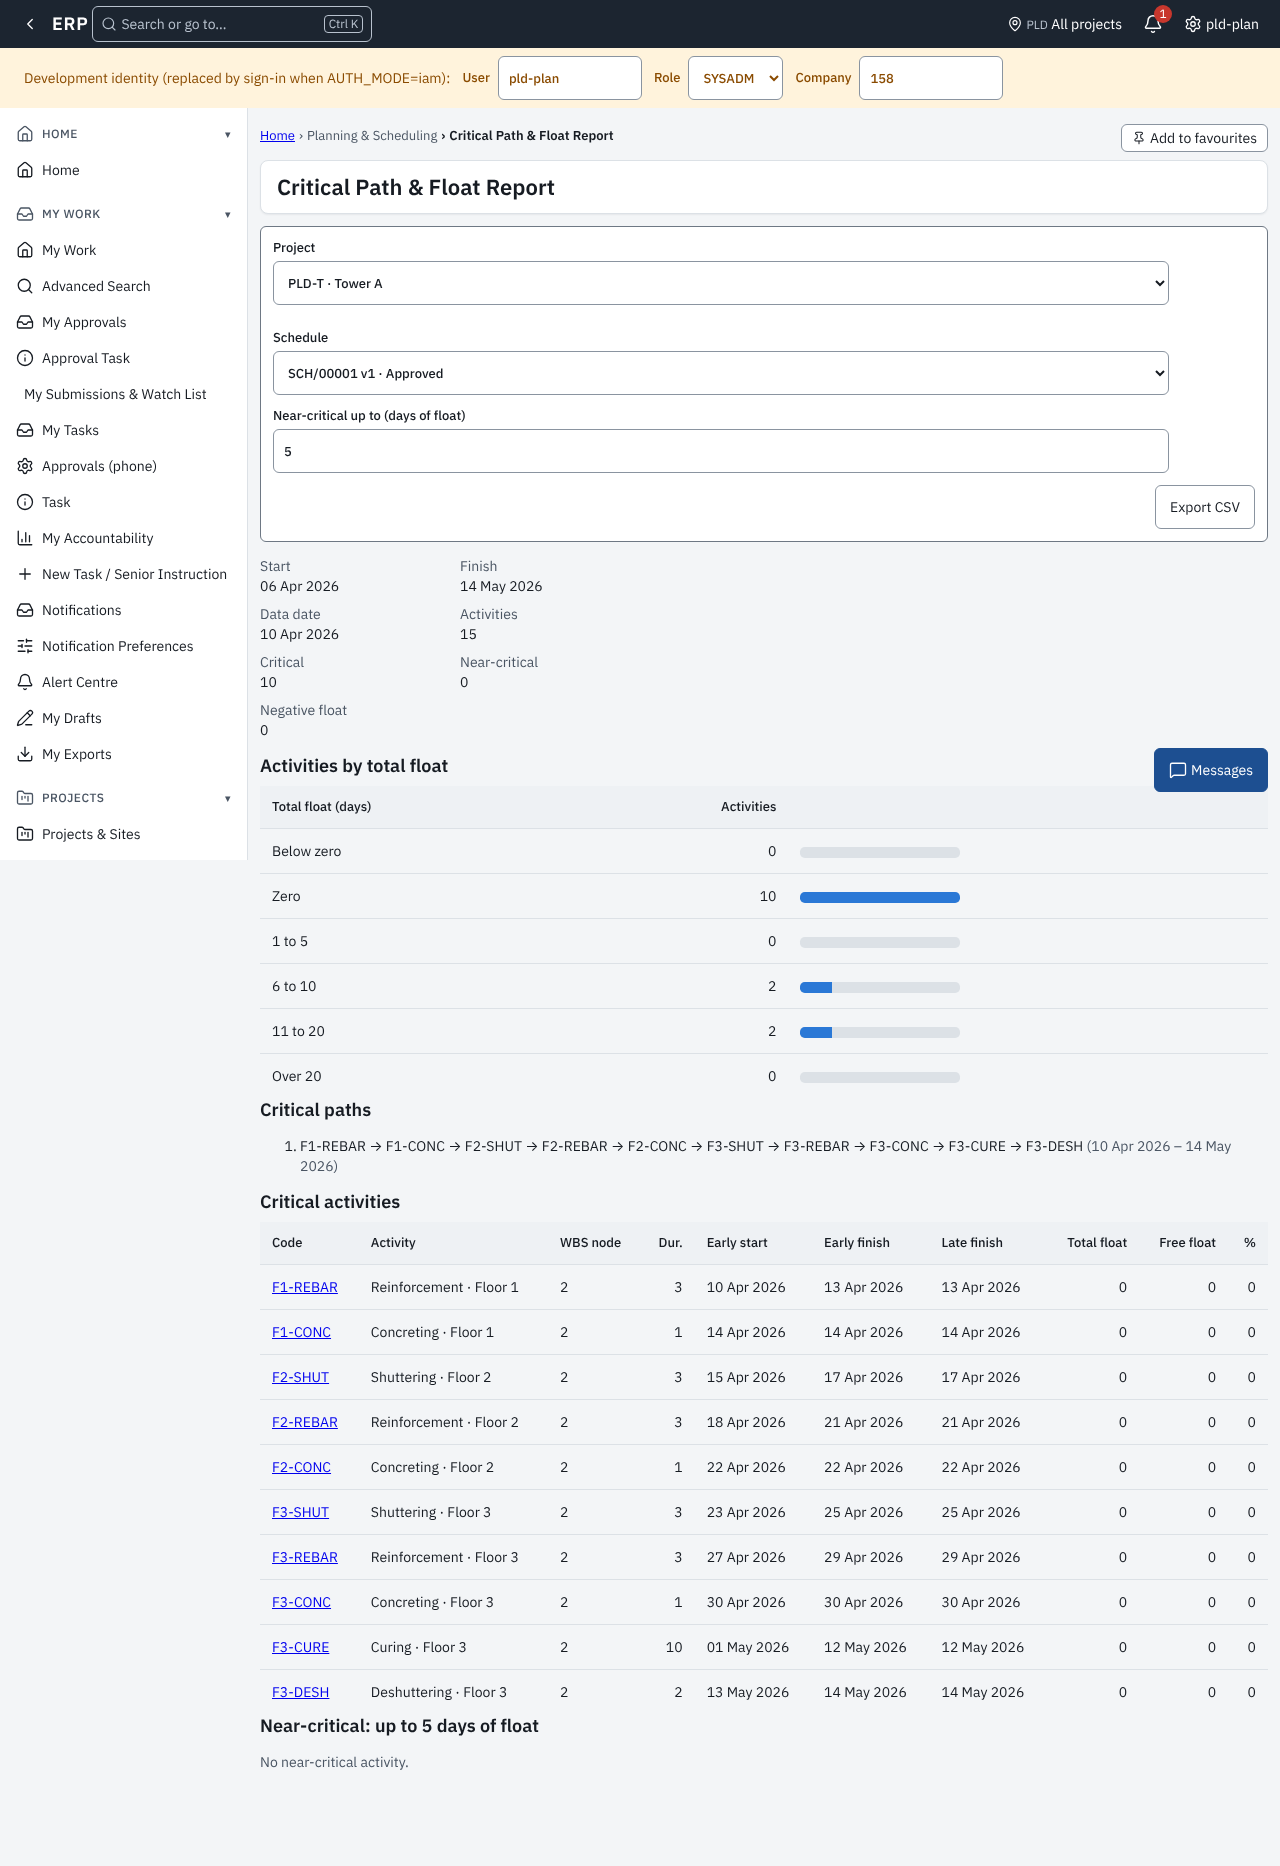 ERP
Search or go to... Ctrl K
PLD All projects
1
pld-plan
Development identity (replaced by sign-in when AUTH_MODE=iam): User pld-plan Role SYSADM Company 158
HOME
Home
MY WORK
My Work
Advanced Search
My Approvals
Approval Task
My Submissions & Watch List
My Tasks
Approvals (phone)
Task
My Accountability
New Task / Senior Instruction
Notifications
Notification Preferences
Alert Centre
My Drafts
My Exports
PROJECTS
Projects & Sites
Home › Planning & Scheduling › Critical Path & Float Report
Add to favourites
Critical Path & Float Report
Project
PLD-T · Tower A
Schedule
SCH/00001 v1 · Approved
Near-critical up to (days of float)
5
Export CSV
Start Finish
06 Apr 2026 14 May 2026
Data date Activities
10 Apr 2026 15
Critical Near-critical
10 0
Negative float
0
Activities by total float
Messages
Total float (days) Activities
Below zero 0
Zero 10
1 to 5 0
6 to 10 2
11 to 20 2
Over 20 0
Critical paths
1. F1-REBAR → F1-CONC → F2-SHUT → F2-REBAR → F2-CONC → F3-SHUT → F3-REBAR → F3-CONC → F3-CURE → F3-DESH (10 Apr 2026 – 14 May
2026)
Critical activities
Code Activity WBS node Dur. Early start Early finish Late finish Total float Free float %
F1-REBAR Reinforcement · Floor 1 2 3 10 Apr 2026 13 Apr 2026 13 Apr 2026 0 0 0
F1-CONC Concreting · Floor 1 2 1 14 Apr 2026 14 Apr 2026 14 Apr 2026 0 0 0
F2-SHUT Shuttering · Floor 2 2 3 15 Apr 2026 17 Apr 2026 17 Apr 2026 0 0 0
F2-REBAR Reinforcement · Floor 2 2 3 18 Apr 2026 21 Apr 2026 21 Apr 2026 0 0 0
F2-CONC Concreting · Floor 2 2 1 22 Apr 2026 22 Apr 2026 22 Apr 2026 0 0 0
F3-SHUT Shuttering · Floor 3 2 3 23 Apr 2026 25 Apr 2026 25 Apr 2026 0 0 0
F3-REBAR Reinforcement · Floor 3 2 3 27 Apr 2026 29 Apr 2026 29 Apr 2026 0 0 0
F3-CONC Concreting · Floor 3 2 1 30 Apr 2026 30 Apr 2026 30 Apr 2026 0 0 0
F3-CURE Curing · Floor 3 2 10 01 May 2026 12 May 2026 12 May 2026 0 0 0
F3-DESH Deshuttering · Floor 3 2 2 13 May 2026 14 May 2026 14 May 2026 0 0 0
Near-critical: up to 5 days of float
No near-critical activity.